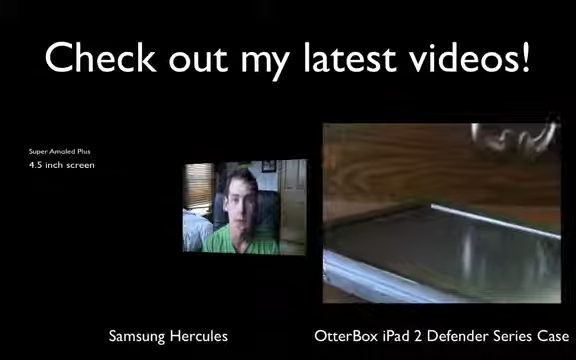 Check out my latest videos!
Super Amoled Plus
4.5 inch screen
Samsung Hercules
OtterBox iPad 2 Defender Series Case